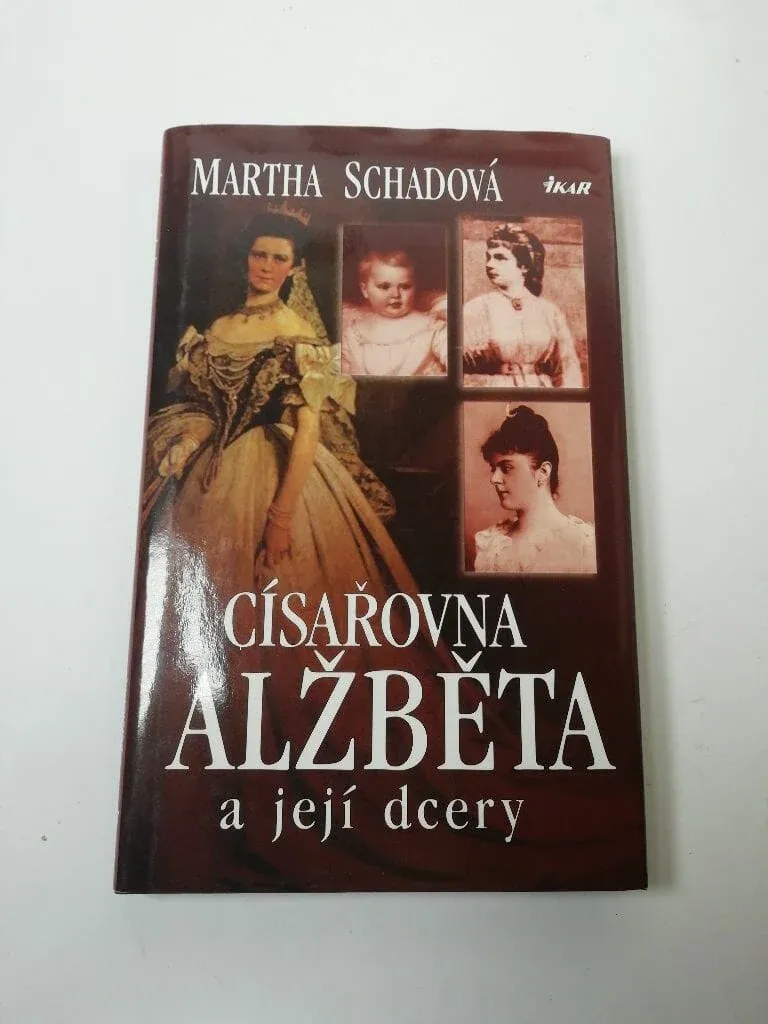 MARTHA SCHADOVÁ
iKAR
CÍSAŘOVNA
ALŽBĚTA
a její dcery